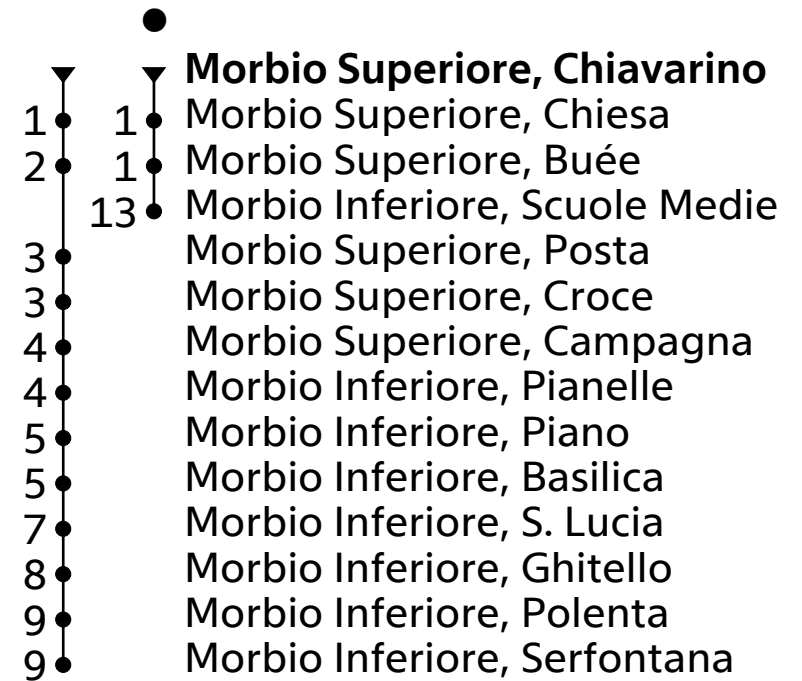 Morbio Superiore, Chiavarino
1 1 Morbio Superiore, Chiesa
2 1 Morbio Superiore, Buée
13 Morbio Inferiore, Scuole Medie
3 Morbio Superiore, Posta
3 Morbio Superiore, Croce
4 Morbio Superiore, Campagna
4 Morbio Inferiore, Pianelle
5 Morbio Inferiore, Piano
5 Morbio Inferiore, Basilica
7 Morbio Inferiore, S. Lucia
8 Morbio Inferiore, Ghitello
9 Morbio Inferiore, Polenta
9 Morbio Inferiore, Serfontana